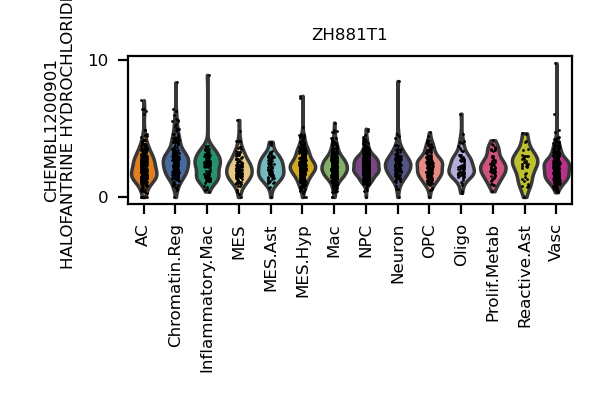 ZH881T1
CHEMBL1200901
HALOFANTRINE HYDROCHLORIDE
10
0
AC
Chromatin.Reg
Inflammatory.Mac
MES
MES.Ast
MES.Hyp
Mac
NPC
Neuron
OPC
Oligo
Prolif.Metab
Reactive.Ast
Vasc